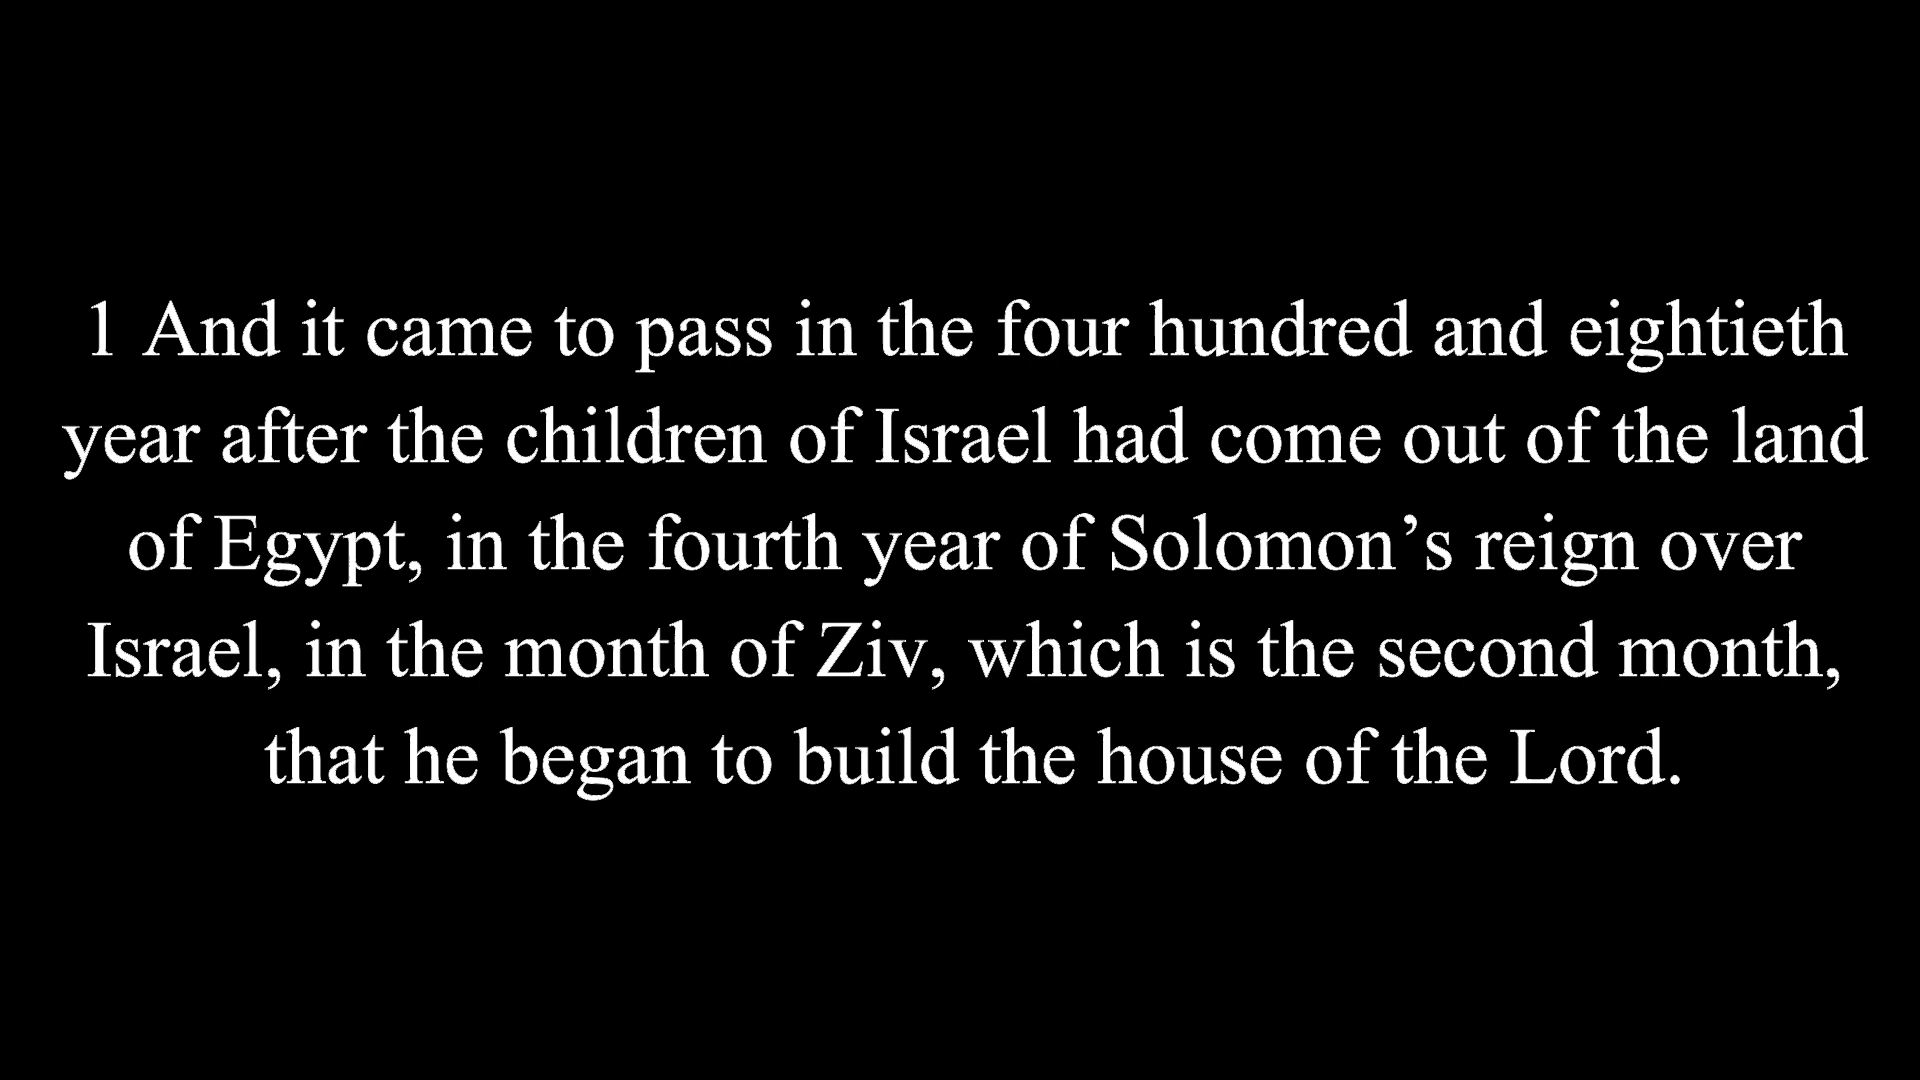 1 And it came to pass in the four hundred and eightieth
year after the children of Israel had come out of the land
of Egypt, in the fourth year of Solomon’s reign over
Israel, in the month of Ziv, which is the second month,
that he began to build the house of the Lord.